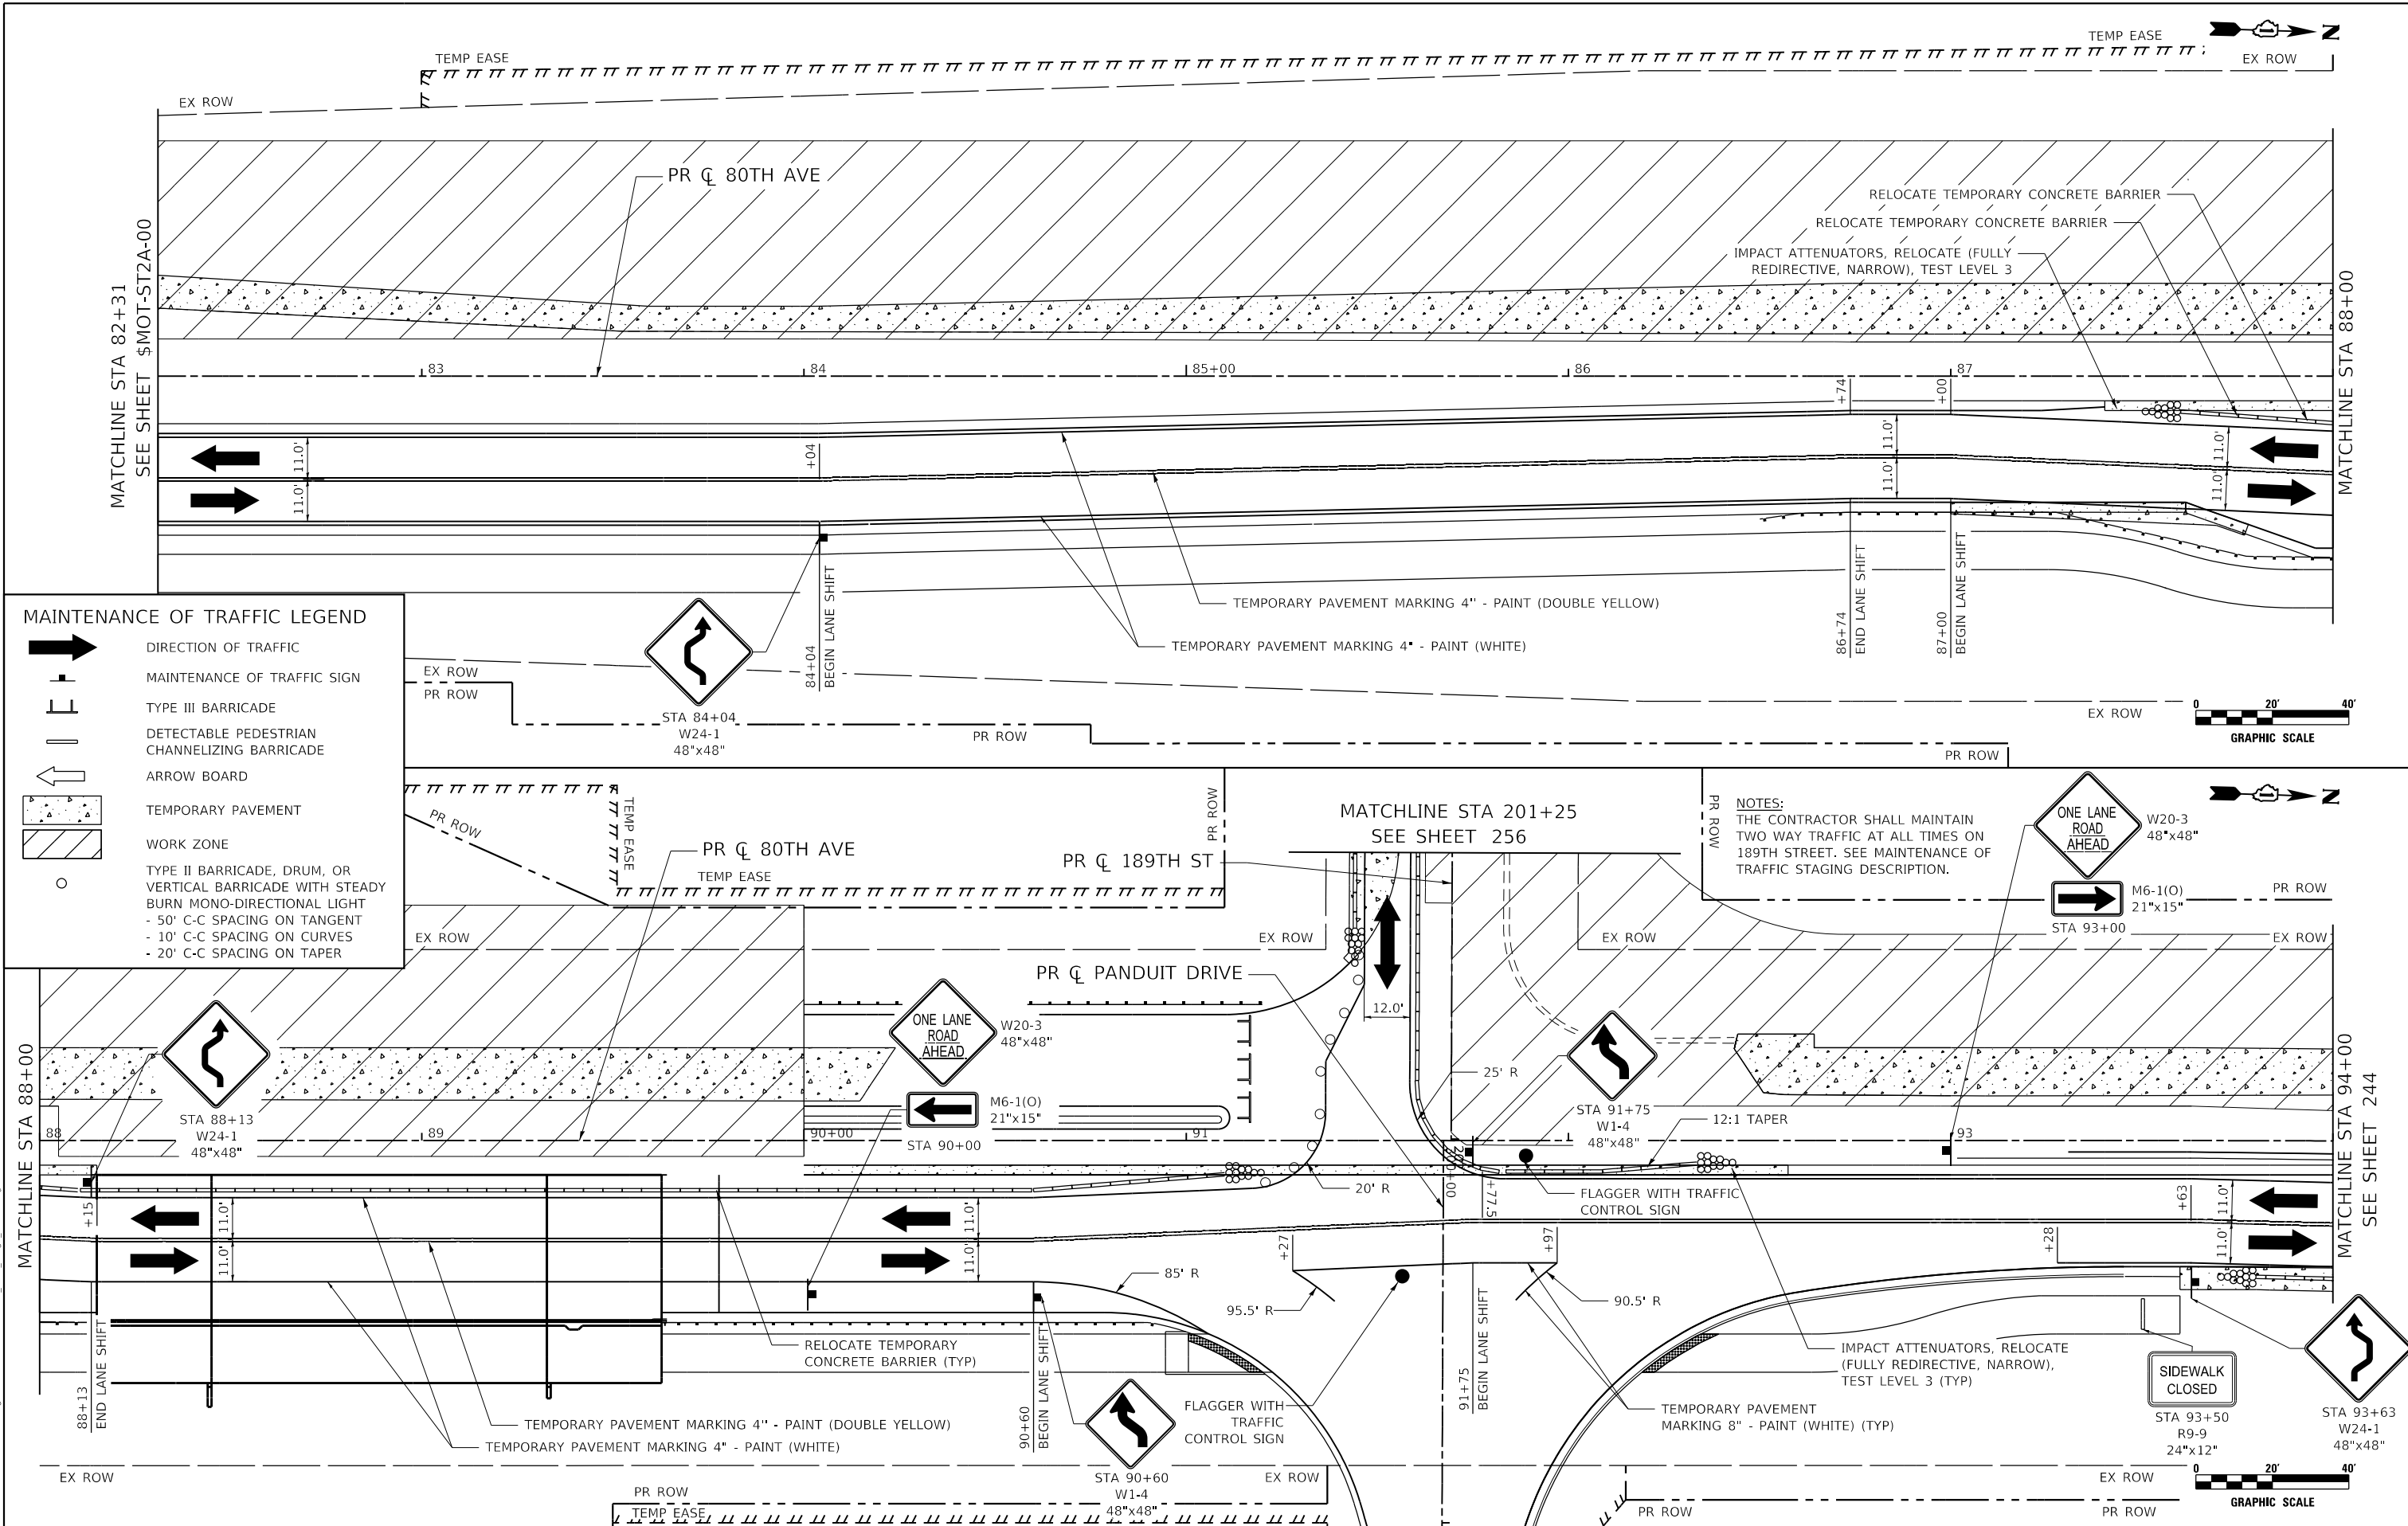 TEMP EASE
TEMP EASE
N
EX ROW
EX ROW
PR ℄ 80TH AVE
RELOCATE TEMPORARY CONCRETE BARRIER
RELOCATE TEMPORARY CONCRETE BARRIER
IMPACT ATTENUATORS, RELOCATE (FULLY
REDIRECTIVE, NARROW), TEST LEVEL 3
MATCHLINE STA 82+31
SEE SHEET $MOT-ST2A-00
MATCHLINE STA 88+00
83
84
85+00
86
87
+74
+00
+04
11.0'
11.0'
11.0'
11.0'
11.0'
11.0'
84+04
BEGIN LANE SHIFT
86+74
END LANE SHIFT
87+00
BEGIN LANE SHIFT
TEMPORARY PAVEMENT MARKING 4" - PAINT (DOUBLE YELLOW)
TEMPORARY PAVEMENT MARKING 4" - PAINT (WHITE)
STA 84+04
W24-1
48"x48"
EX ROW
PR ROW
PR ROW
EX ROW
PR ROW
0 20' 40'
GRAPHIC SCALE
MAINTENANCE OF TRAFFIC LEGEND
DIRECTION OF TRAFFIC
MAINTENANCE OF TRAFFIC SIGN
TYPE III BARRICADE
DETECTABLE PEDESTRIAN
CHANNELIZING BARRICADE
ARROW BOARD
TEMPORARY PAVEMENT
WORK ZONE
TYPE II BARRICADE, DRUM, OR
VERTICAL BARRICADE WITH STEADY
BURN MONO-DIRECTIONAL LIGHT
- 50' C-C SPACING ON TANGENT
- 10' C-C SPACING ON CURVES
- 20' C-C SPACING ON TAPER
PR ROW
TEMP EASE
PR ℄ 80TH AVE
TEMP EASE
PR ROW
MATCHLINE STA 201+25
SEE SHEET 256
PR ℄ 189TH ST
PR ROW
NOTES:
THE CONTRACTOR SHALL MAINTAIN
TWO WAY TRAFFIC AT ALL TIMES ON
189TH STREET. SEE MAINTENANCE OF
TRAFFIC STAGING DESCRIPTION.
ONE LANE
ROAD
AHEAD
W20-3
48"x48"
M6-1(O)
21"x15"
STA 93+00
N
PR ROW
EX ROW
EX ROW
EX ROW
EX ROW
PR ℄ PANDUIT DRIVE
12.0'
ONE LANE
ROAD
AHEAD
W20-3
48"x48"
M6-1(O)
21"x15"
STA 90+00
STA 88+13
W24-1
48"x48"
25' R
STA 91+75
W1-4
48"x48"
12:1 TAPER
MATCHLINE STA 88+00
MATCHLINE STA 94+00
SEE SHEET 244
88
89
90+00
91
93
200+00
20' R
+77.5
FLAGGER WITH TRAFFIC
CONTROL SIGN
+15
+63
11.0'
11.0'
11.0'
11.0'
11.0'
11.0'
+27
+97
+28
85' R
95.5' R
90.5' R
88+13
END LANE SHIFT
RELOCATE TEMPORARY
CONCRETE BARRIER (TYP)
90+60
BEGIN LANE SHIFT
91+75
BEGIN LANE SHIFT
IMPACT ATTENUATORS, RELOCATE
(FULLY REDIRECTIVE, NARROW),
TEST LEVEL 3 (TYP)
FLAGGER WITH
TRAFFIC
CONTROL SIGN
TEMPORARY PAVEMENT
MARKING 8" - PAINT (WHITE) (TYP)
SIDEWALK
CLOSED
STA 93+50
R9-9
24"x12"
STA 93+63
W24-1
48"x48"
TEMPORARY PAVEMENT MARKING 4" - PAINT (DOUBLE YELLOW)
TEMPORARY PAVEMENT MARKING 4" - PAINT (WHITE)
STA 90+60
W1-4
48"x48"
EX ROW
EX ROW
EX ROW
PR ROW
TEMP EASE
PR ROW
PR ROW
0 20' 40'
GRAPHIC SCALE